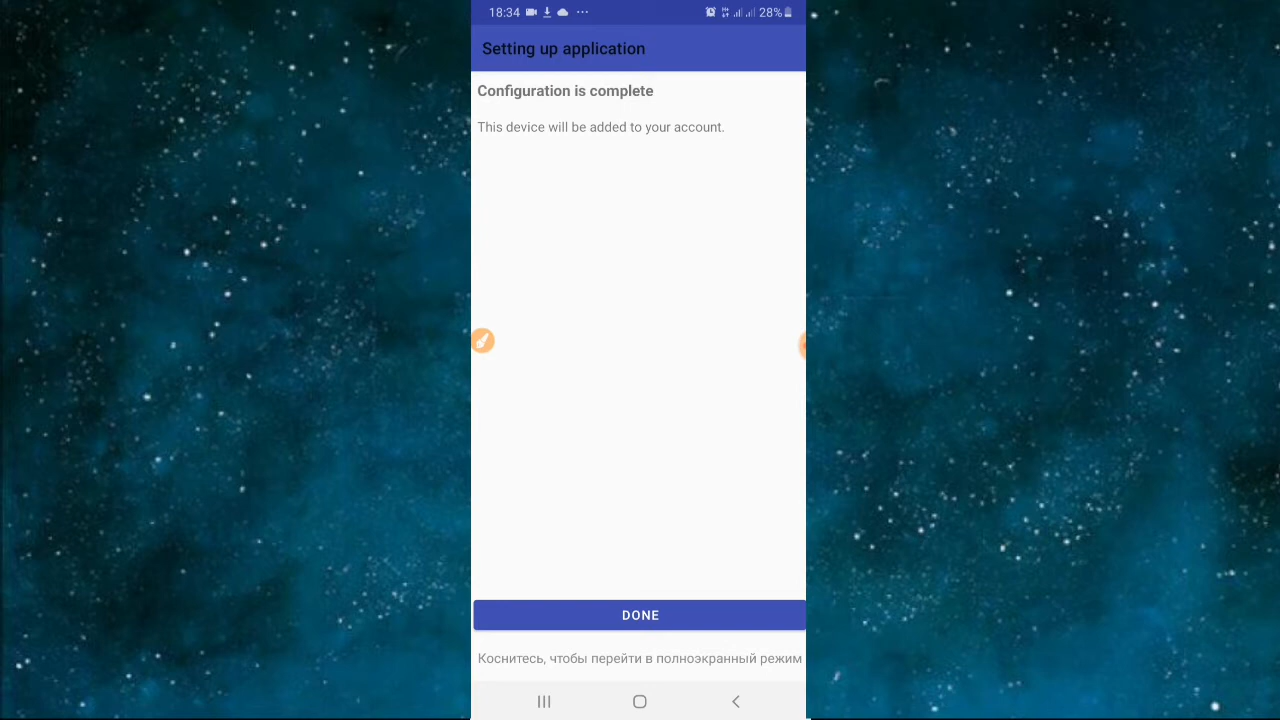 18:34 28%
Setting up application
Configuration is complete
This device will be added to your account.
DONE
Коснитесь, чтобы перейти в полноэкранный режим